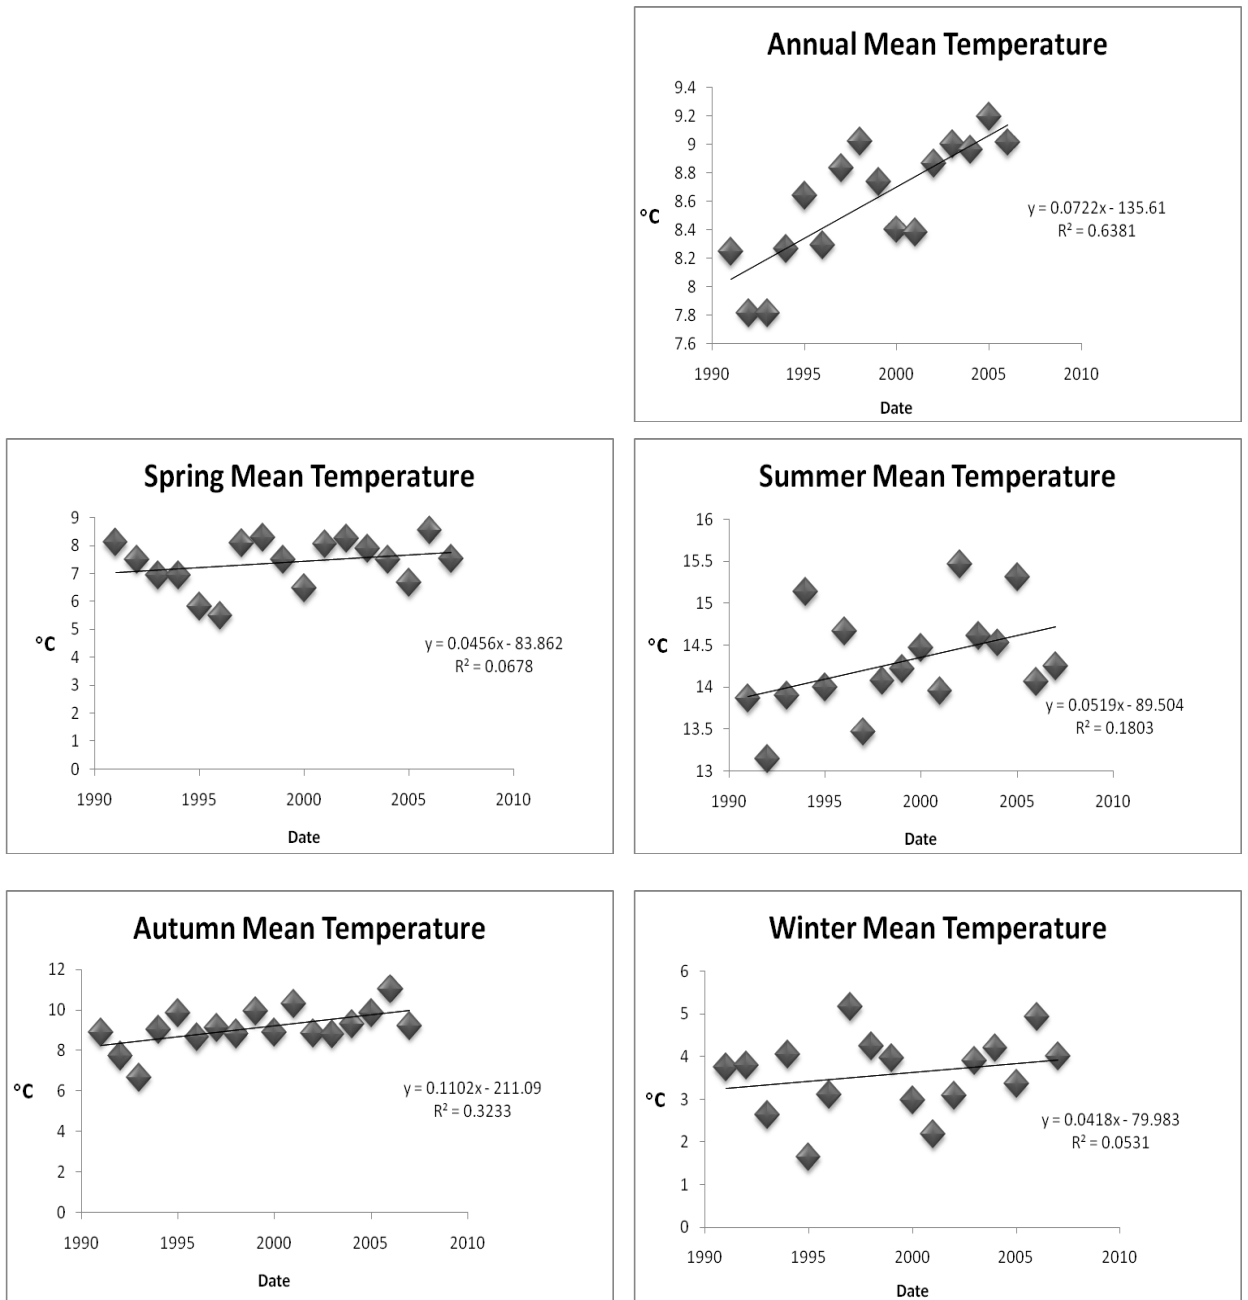 Annual Mean Temperature
9.4
9.2
9
8.8
8.6
8.4
8.2
8
7.8
7.6
°C
y = 0.0722x - 135.61
R² = 0.6381
1990 1995 2000 2005 2010
Date
Spring Mean Temperature
9
8
7
6
5
4
3
2
1
0
°C
y = 0.0456x - 83.862
R² = 0.0678
1990 1995 2000 2005 2010
Date
Summer Mean Temperature
16
15.5
15
14.5
14
13.5
13
°C
y = 0.0519x - 89.504
R² = 0.1803
1990 1995 2000 2005 2010
Date
Autumn Mean Temperature
12
10
8
6
4
2
0
°C
y = 0.1102x - 211.09
R² = 0.3233
1990 1995 2000 2005 2010
Date
Winter Mean Temperature
6
5
4
3
2
1
0
°C
y = 0.0418x - 79.983
R² = 0.0531
1990 1995 2000 2005 2010
Date